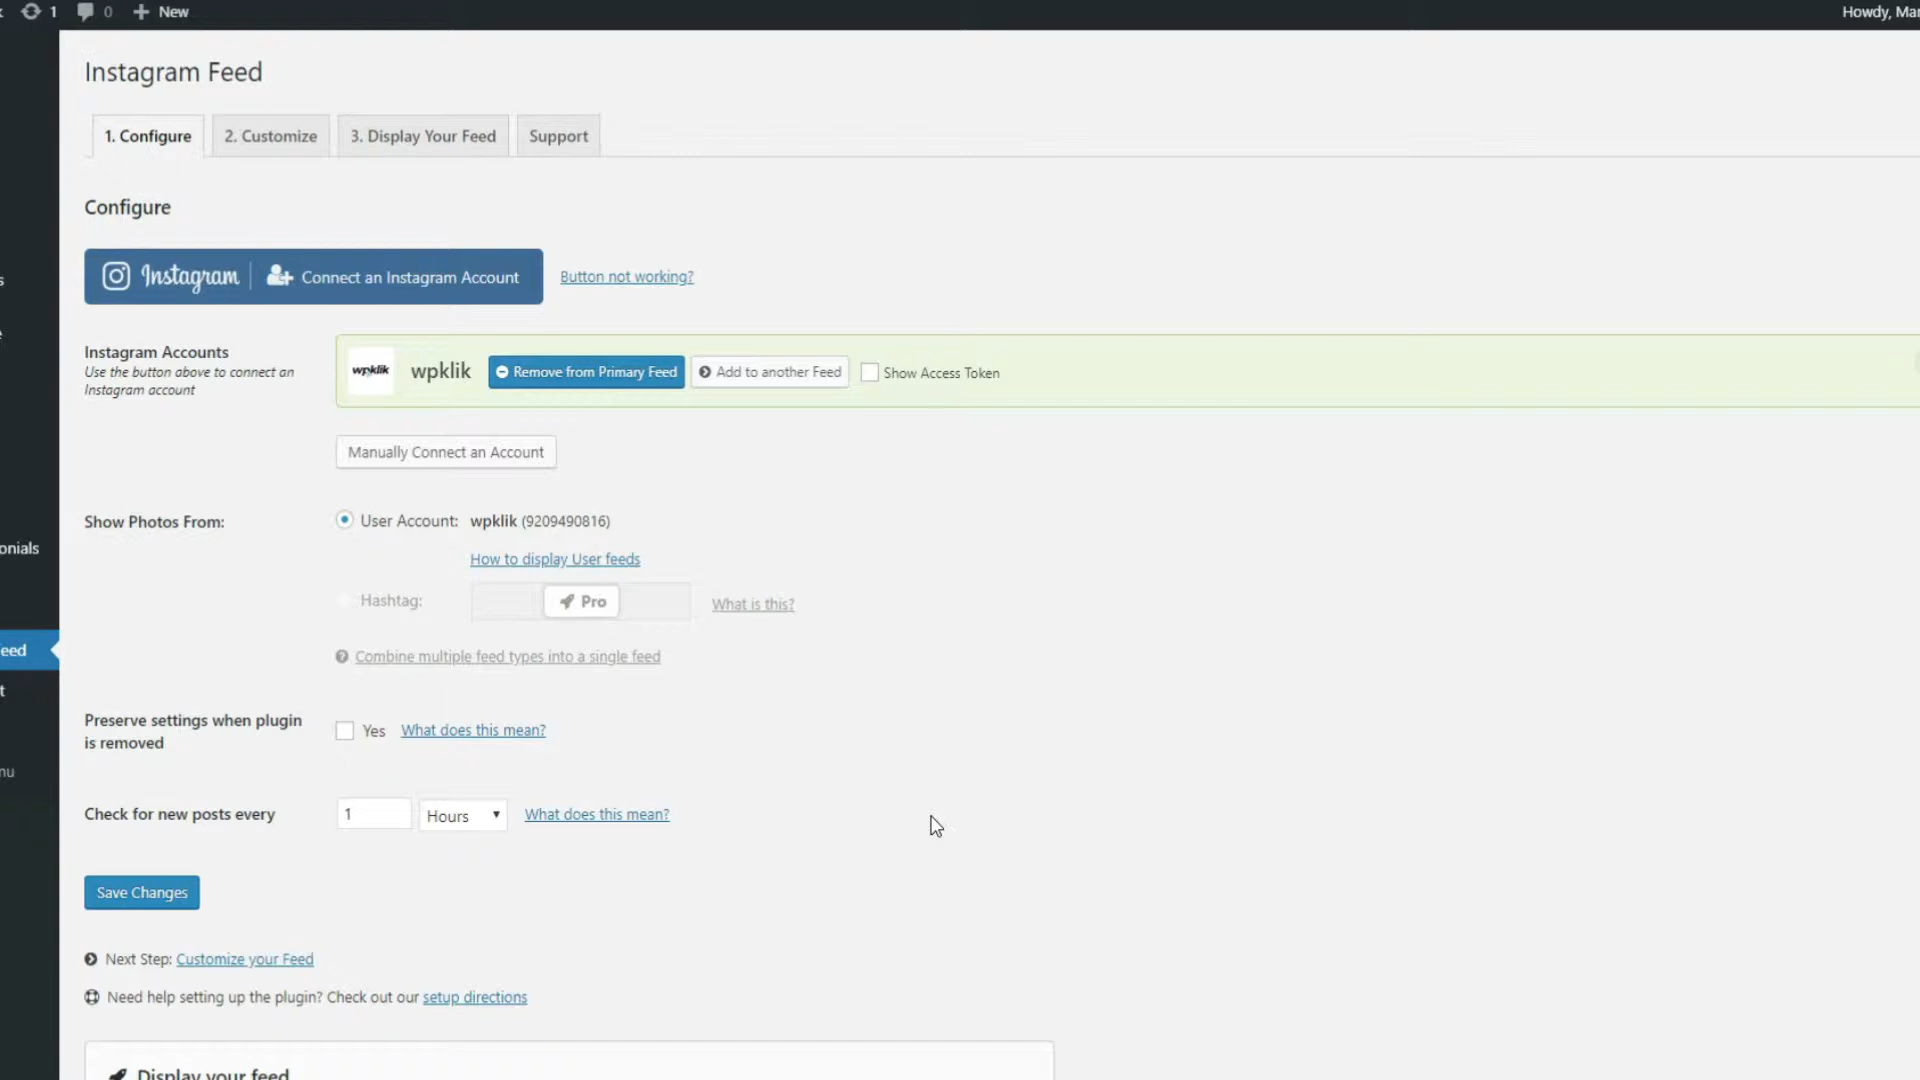 1 0 New Howdy, Mar
Instagram Feed
1. Configure 2. Customize 3. Display Your Feed Support
Configure
Instagram Connect an Instagram Account Button not working?
Instagram Accounts
Use the button above to connect an
Instagram account
wpklik wpklik Remove from Primary Feed Add to another Feed Show Access Token
Manually Connect an Account
Show Photos From: User Account: wpklik (9209490816)
How to display User feeds
onials
Hashtag: Pro What is this?
eed
Combine multiple feed types into a single feed
t
Preserve settings when plugin
is removed
Yes What does this mean?
nu
Check for new posts every 1 Hours What does this mean?
Save Changes
Next Step: Customize your Feed
Need help setting up the plugin? Check out our setup directions
Display your feed